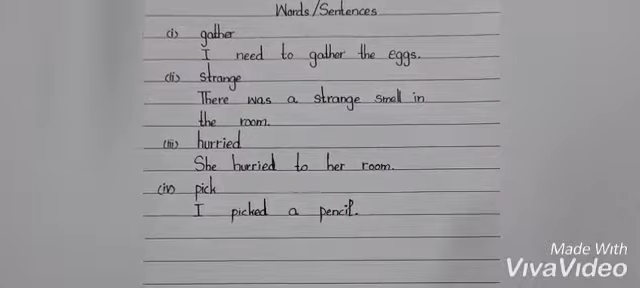 Words/Sentences
(i) gather
I need to gather the eggs.
(ii) strange
There was a strange smell in
the room.
(iii) hurried
She hurried to her room.
(iv) pick
I picked a pencil.
Made With
VivaVideo